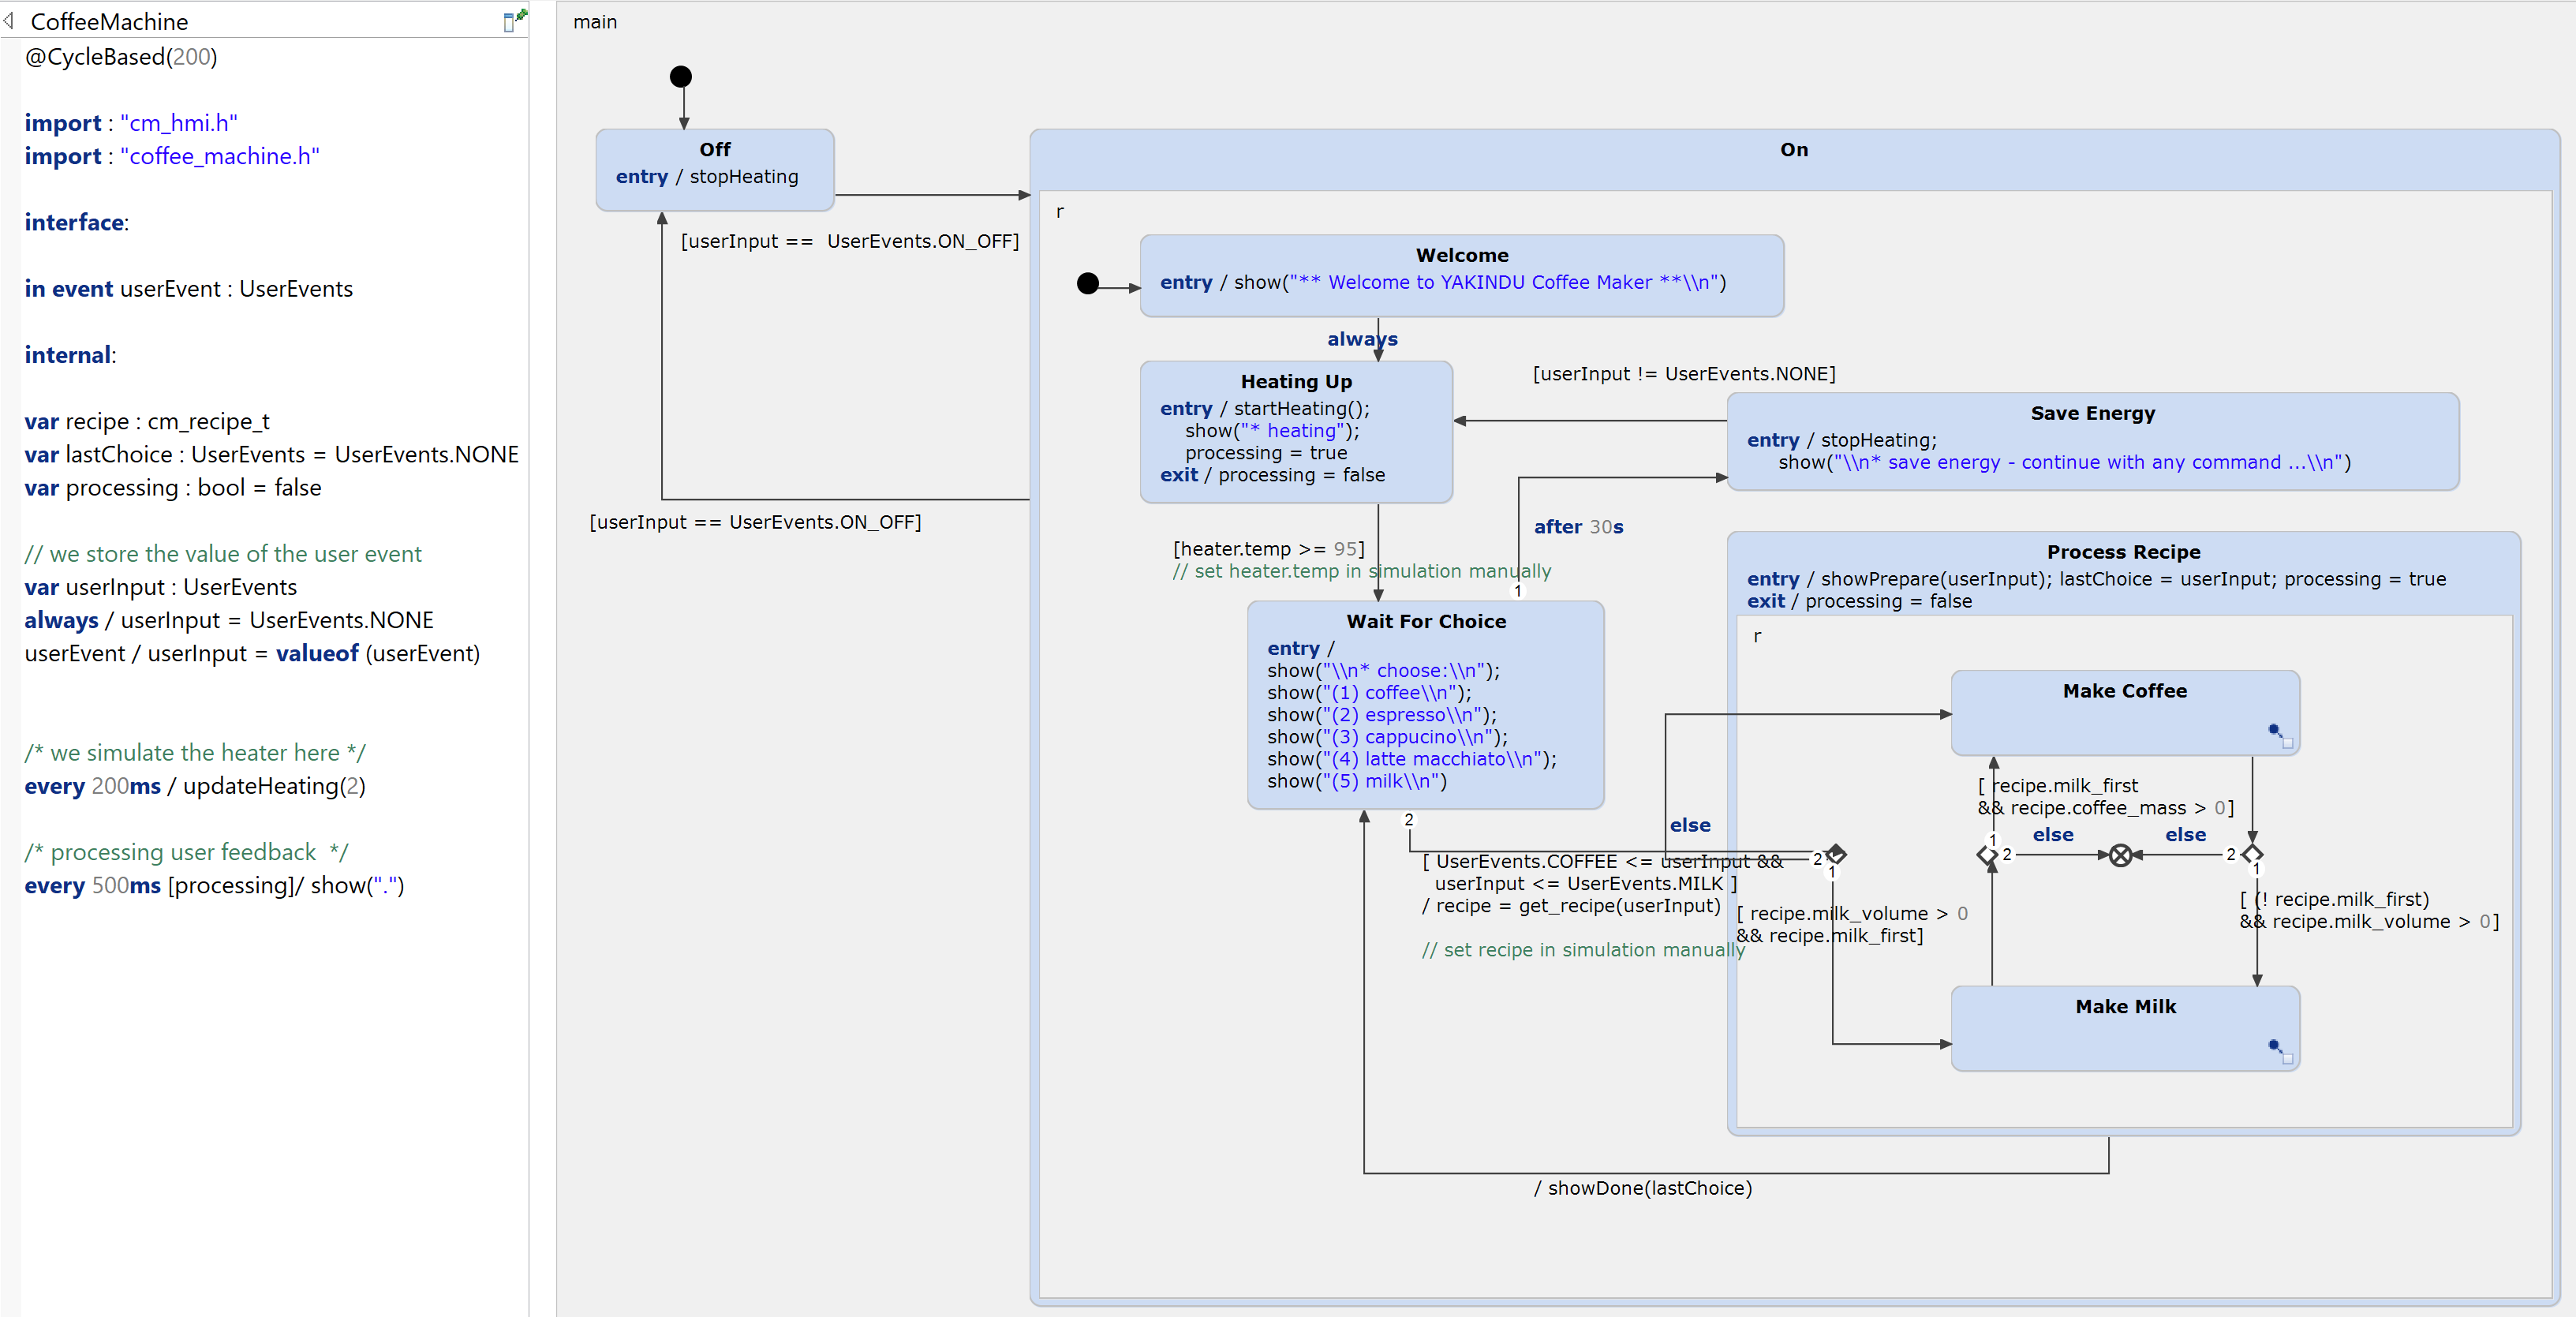 CoffeeMachine
@CycleBased(200)
import : "cm_hmi.h"
import : "coffee_machine.h"
interface:
in event userEvent : UserEvents
internal:
var recipe : cm_recipe_t
var lastChoice : UserEvents = UserEvents.NONE
var processing : bool = false
// we store the value of the user event
var userInput : UserEvents
always / userInput = UserEvents.NONE
userEvent / userInput = valueof (userEvent)
/* we simulate the heater here */
every 200ms / updateHeating(2)
/* processing user feedback  */
every 500ms [processing]/ show(".")
main
Off
entry / stopHeating
[userInput ==  UserEvents.ON_OFF]
[userInput == UserEvents.ON_OFF]
On
r
Welcome
entry / show("** Welcome to YAKINDU Coffee Maker **\\n")
always
Heating Up
entry / startHeating();
show("* heating");
processing = true
exit / processing = false
[userInput != UserEvents.NONE]
Save Energy
entry / stopHeating;
show("\\n* save energy - continue with any command ...\\n")
after 30s
1
[heater.temp >= 95]
// set heater.temp in simulation manually
Wait For Choice
entry /
show("\\n* choose:\\n");
show("(1) coffee\\n");
show("(2) espresso\\n");
show("(3) cappucino\\n");
show("(4) latte macchiato\\n");
show("(5) milk\\n")
2
[ UserEvents.COFFEE <= userInput &&
userInput <= UserEvents.MILK ]
/ recipe = get_recipe(userInput)
// set recipe in simulation manually
Process Recipe
entry / showPrepare(userInput); lastChoice = userInput; processing = true
exit / processing = false
r
Make Coffee
else
2
1
[ recipe.milk_volume > 0
&& recipe.milk_first]
[ recipe.milk_first
&& recipe.coffee_mass > 0]
1
2
else
else
2
1
[ (! recipe.milk_first)
&& recipe.milk_volume > 0]
Make Milk
/ showDone(lastChoice)